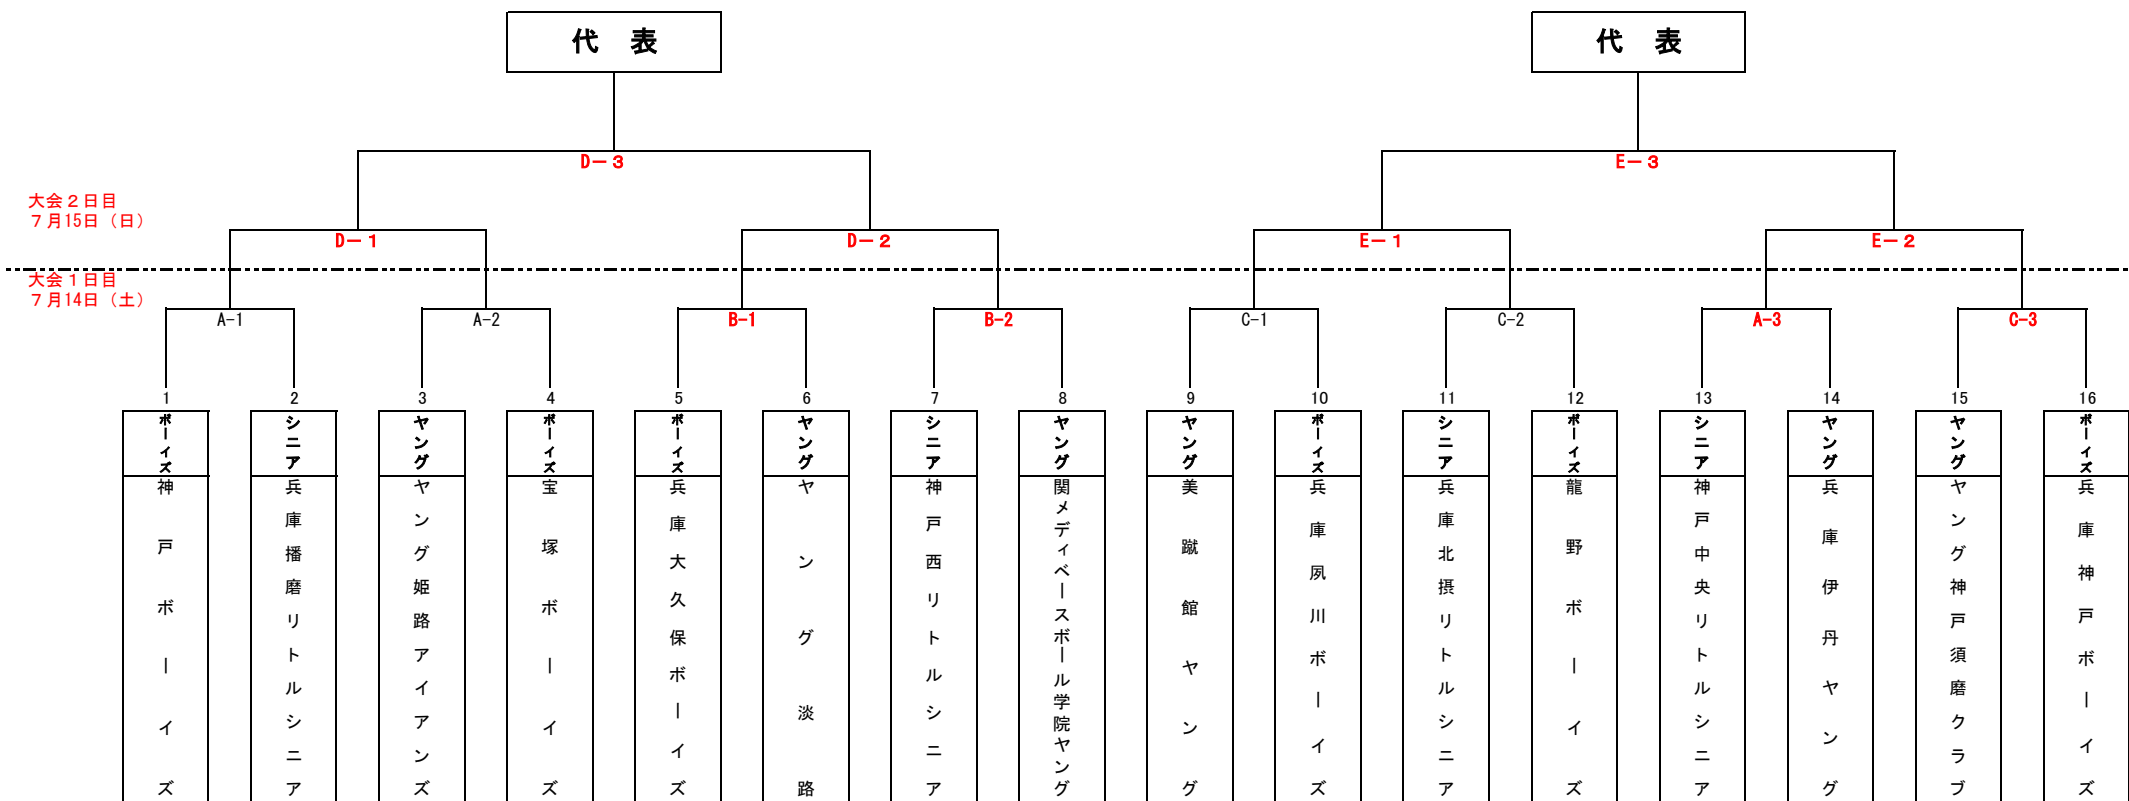 代 表
代 表
D－３
E－３
大会２日目
７月15日（日）
D－１
D－２
E－１
E－２
大会１日目
７月14日（土）
A-1
A-2
B-1
B-2
C-1
C-2
A-3
C-3
1
2
3
4
5
6
7
8
9
10
11
12
13
14
15
16
ボーイズ
シニア
ヤング
ボーイズ
ボーイズ
ヤング
シニア
ヤング
ヤング
ボーイズ
シニア
ボーイズ
シニア
ヤング
ヤング
ボーイズ
神戸ボーイズ
兵庫播磨リトルシニア
ヤング姫路アイアンズ
宝塚ボーイズ
兵庫大久保ボーイズ
ヤング淡路
神戸西リトルシニア
関メディベースボール学院ヤング
美蹴館ヤング
兵庫夙川ボーイズ
兵庫北摂リトルシニア
龍野ボーイズ
神戸中央リトルシニア
兵庫伊丹ヤング
ヤング神戸須磨クラブ
兵庫神戸ボーイズ